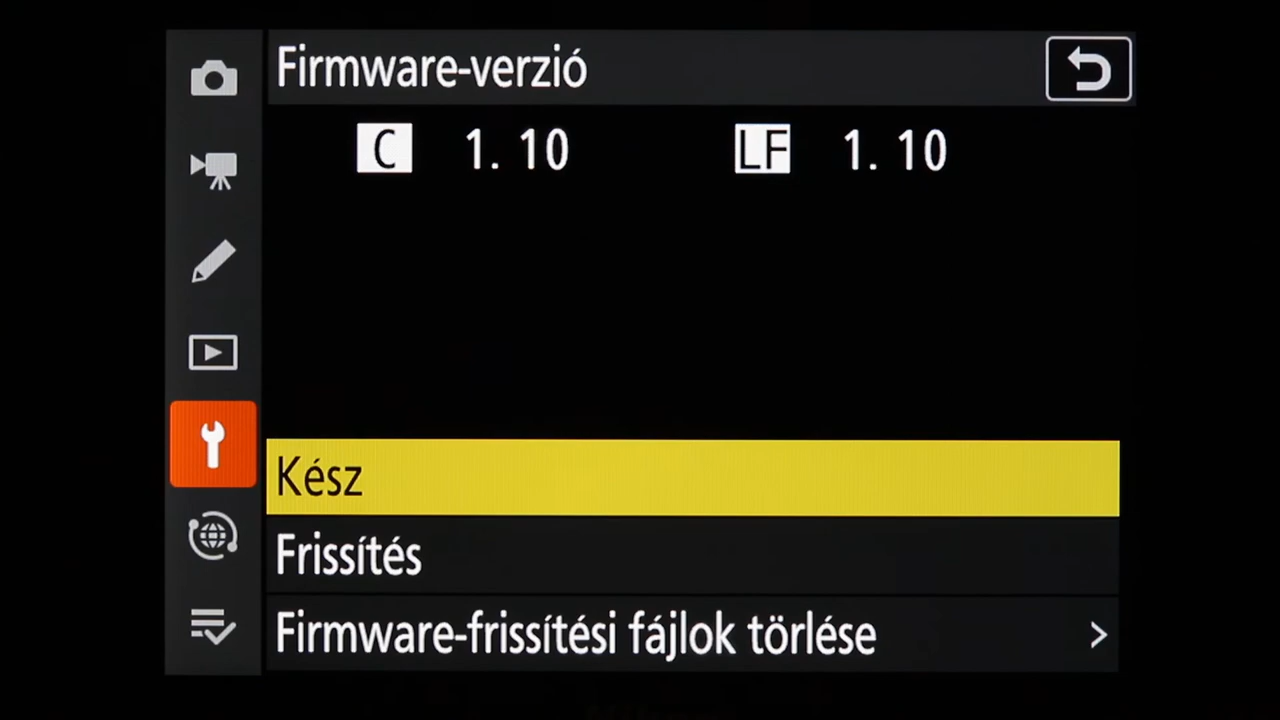 Firmware-verzió
C 1. 10 LF 1. 10
Kész
Frissítés
Firmware-frissítési fájlok törlése